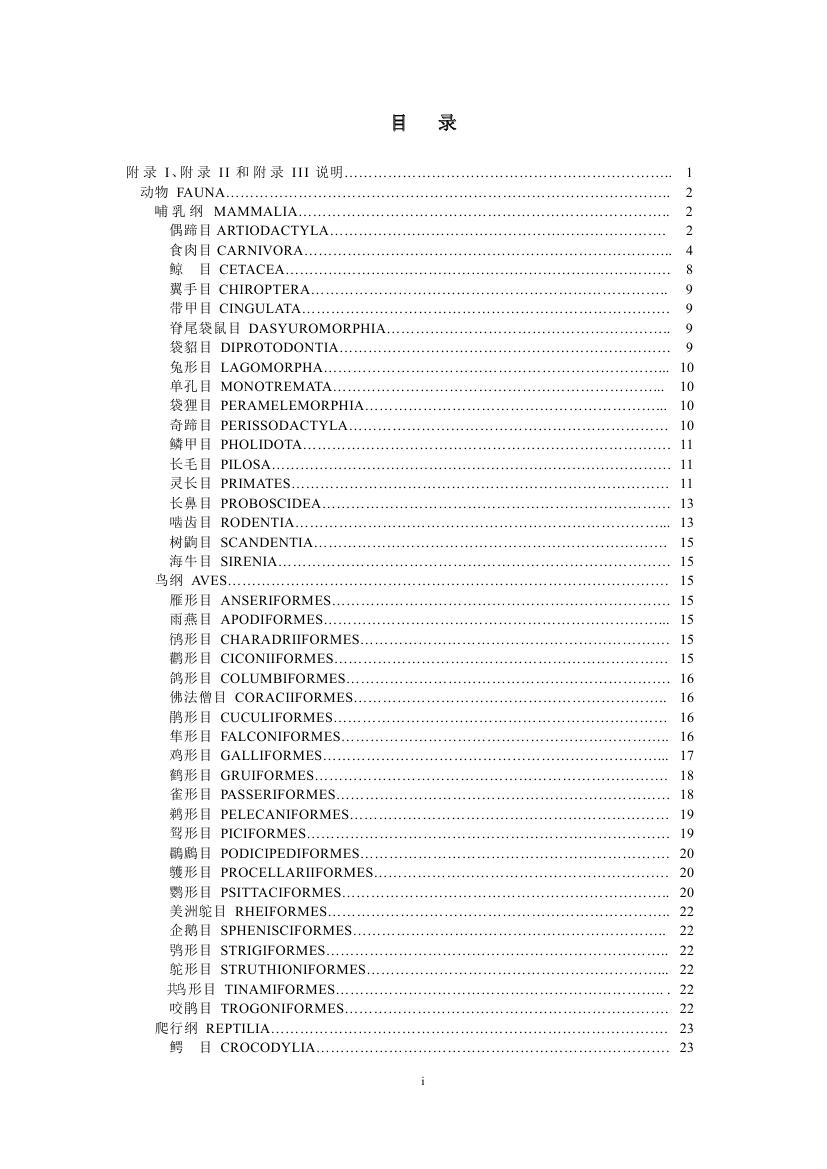 目 录
附 录 I、附 录 II 和 附 录 III 说明…………………………………………………………….. 1
动物 FAUNA……………………………………………………………………………….. 2
哺 乳 纲 MAMMALIA………………………………………………………………….. 2
偶蹄目 ARTIODACTYLA……………………………………………………………. 2
食肉目 CARNIVORA………………………………………………………………….. 4
鲸 目 CETACEA……………………………………………………………………… 8
翼手目 CHIROPTERA……………………………………………………………….. 9
带甲目 CINGULATA………………………………………………………………… 9
脊尾袋鼠目 DASYUROMORPHIA………………………………………………….. 9
袋貂目 DIPROTODONTIA…………………………………………………………… 9
兔形目 LAGOMORPHA……………………………………………………………... 10
单孔目 MONOTREMATA…………………………………………………………... 10
袋狸目 PERAMELEMORPHIA……………………………………………………... 10
奇蹄目 PERISSODACTYLA………………………………………………………… 10
鳞甲目 PHOLIDOTA………………………………………………………………… 11
长毛目 PILOSA……………………………………………………………………… 11
灵长目 PRIMATES…………………………………………………………………… 11
长鼻目 PROBOSCIDEA……………………………………………………………… 13
啮齿目 RODENTIA…………………………………………………………………... 13
树鼩目 SCANDENTIA………………………………………………………………. 15
海牛目 SIRENIA……………………………………………………………………… 15
鸟纲 AVES……………………………………………………………………………… 15
雁形目 ANSERIFORMES……………………………………………………………. 15
雨燕目 APODIFORMES……………………………………………………………... 15
鸻形目 CHARADRIIFORMES……………………………………………………… 15
鹳形目 CICONIIFORMES…………………………………………………………… 15
鸽形目 COLUMBIFORMES………………………………………………………… 16
佛法僧目 CORACIIFORMES……………………………………………………….. 16
鹃形目 CUCULIFORMES…………………………………………………………… 16
隼形目 FALCONIFORMES………………………………………………………….. 16
鸡形目 GALLIFORMES……………………………………………………………... 17
鹤形目 GRUIFORMES………………………………………………………………. 18
雀形目 PASSERIFORMES…………………………………………………………… 18
鹈形目 PELECANIFORMES………………………………………………………… 19
䴕形目 PICIFORMES………………………………………………………………… 19
鸊鷉目 PODICIPEDIFORMES………………………………………………………. 20
鹱形目 PROCELLARIIFORMES…………………………………………………… 20
鹦形目 PSITTACIFORMES………………………………………………………….. 20
美洲鸵目 RHEIFORMES…………………………………………………………….. 22
企鹅目 SPHENISCIFORMES……………………………………………………….. 22
鸮形目 STRIGIFORMES…………………………………………………………….. 22
鸵形目 STRUTHIONIFORMES……………………………………………………... 22
䳍形目 TINAMIFORMES………………………………………………………….. . 22
咬鹃目 TROGONIFORMES…………………………………………………………. 22
爬行纲 REPTILIA……………………………………………………………………… 23
鳄 目 CROCODYLIA………………………………………………………………. 23
i